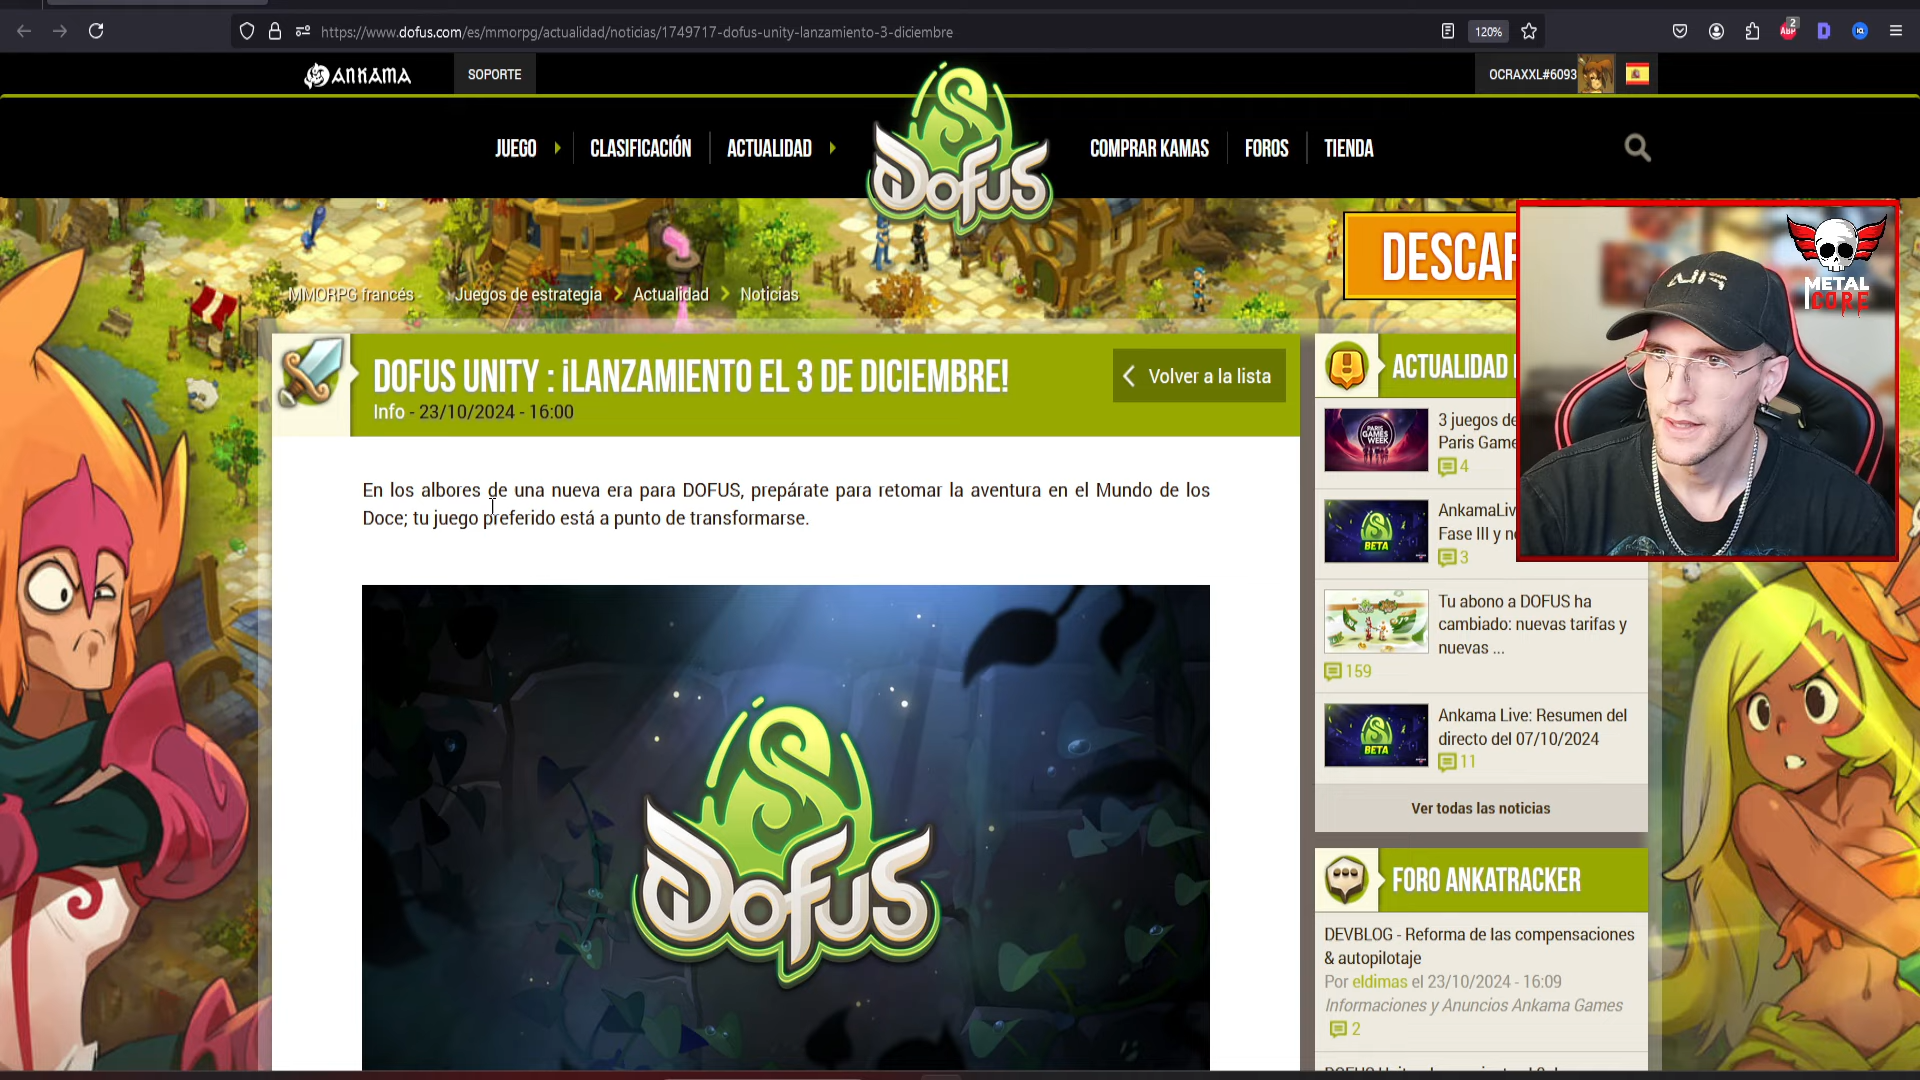 https://www.dofus.com/es/mmorpg/actualidad/noticias/1749717-dofus-unity-lanzamiento-3-diciembre
120%
ABP
2
ANKAMA
SOPORTE
OCRAXXL#6093
JUEGO
CLASIFICACIÓN
ACTUALIDAD
DOFUS
COMPRAR KAMAS
FOROS
TIENDA
DESCAR
METAL
CORE
MMORPG francés
Juegos de estrategia
Actualidad
Noticias
DOFUS UNITY : ¡LANZAMIENTO EL 3 DE DICIEMBRE!
Info - 23/10/2024 - 16:00
Volver a la lista
En los albores de una nueva era para DOFUS, prepárate para retomar la aventura en el Mundo de los
Doce; tu juego preferido está a punto de transformarse.
DOFUS
ACTUALIDAD
PARIS
GAMES
WEEK
3 juegos de
Paris Game
4
BETA
AnkamaLiv
Fase III y n
3
Tu abono a DOFUS ha
cambiado: nuevas tarifas y
nuevas ...
159
BETA
Ankama Live: Resumen del
directo del 07/10/2024
11
Ver todas las noticias
FORO ANKATRACKER
DEVBLOG - Reforma de las compensaciones
& autopilotaje
Por eldimas el 23/10/2024 - 16:09
Informaciones y Anuncios Ankama Games
2